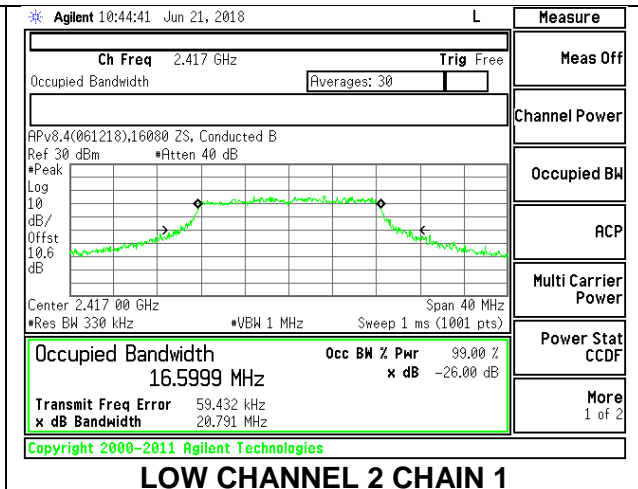 Agilent 10:44:41 Jun 21, 2018 L Measure
Ch Freq 2.417 GHz Trig Free
Occupied Bandwidth Averages: 30
Meas Off
Channel Power
Occupied BW
ACP
Multi Carrier
Power
Power Stat
CCDF
More
1 of 2
APv8.4(061218),16080 ZS, Conducted B
Ref 30 dBm #Atten 40 dB
#Peak
Log
10
dB/
Offst
10.6
dB
Center 2.417 00 GHz Span 40 MHz
#Res BW 330 kHz #VBW 1 MHz Sweep 1 ms (1001 pts)
Occupied Bandwidth Occ BW % Pwr 99.00 %
16.5999 MHz x dB -26.00 dB
Transmit Freq Error 59.432 kHz
x dB Bandwidth 20.791 MHz
Copyright 2000-2011 Agilent Technologies
LOW CHANNEL 2 CHAIN 1